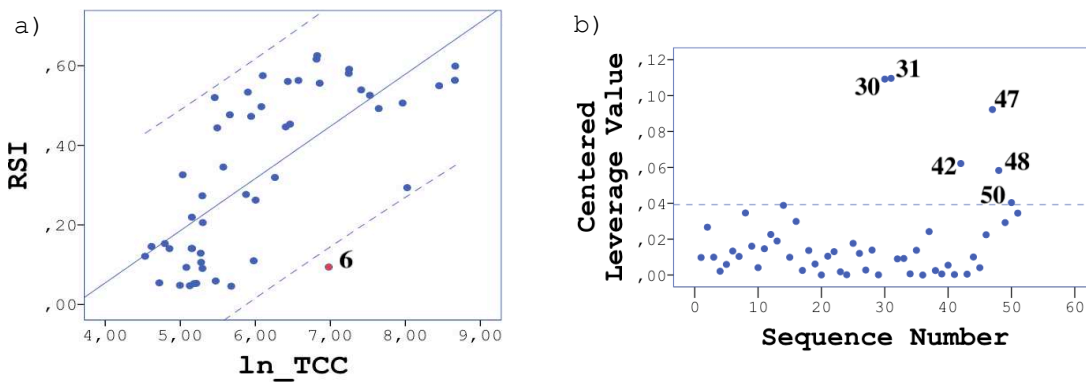 a)
RSI
,60
,40
,20
,00
6
4,00 5,00 6,00 7,00 8,00 9,00
ln_TCC
b)
Centered
Leverage Value
,12
,10
,08
,06
,04
,02
,00
30
31
47
42
48
50
0 10 20 30 40 50 60
Sequence Number